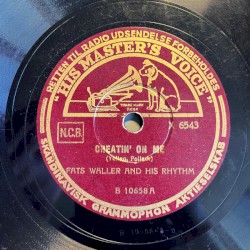 RETTEN TIL RADIO UDSENDELSE FORBEHOLDES
"HIS MASTER'S VOICE"
N.C.B.
X 6543
CHEATIN' ON ME
(Yellen, Pollack)
FATS WALLER AND HIS RHYTHM
B 10658 A
SKANDINAVISK GRAMMOPHON AKTIESELSKAB